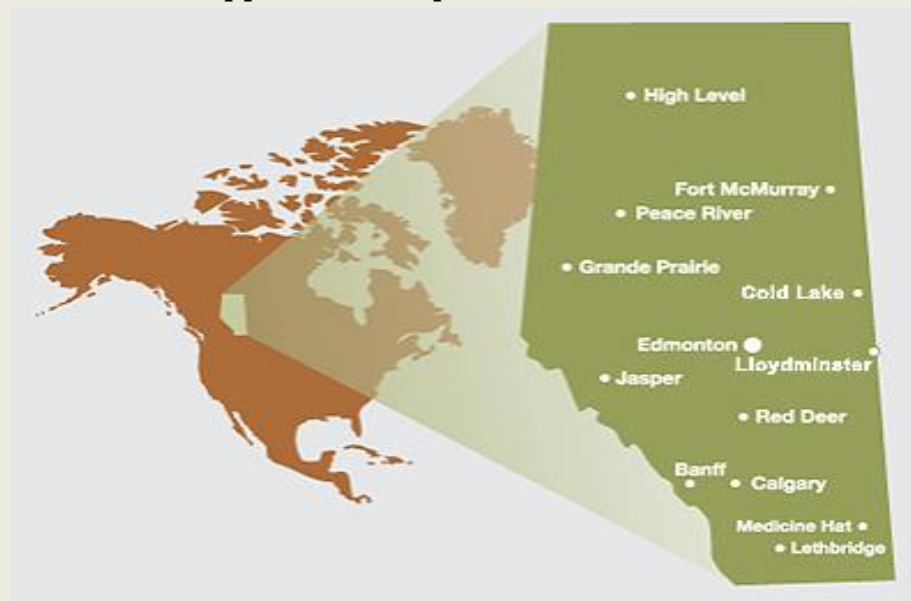 High Level
Fort McMurray
Peace River
Grande Prairie
Cold Lake
Edmonton
Lloydminster
Jasper
Red Deer
Banff
Calgary
Medicine Hat
Lethbridge